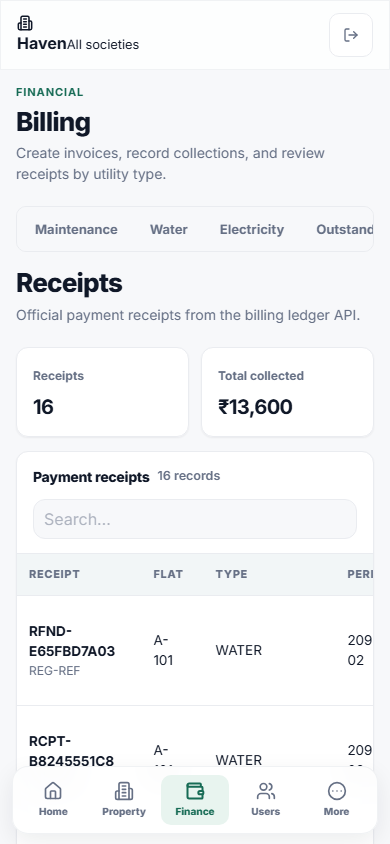 HavenAll societies
FINANCIAL
Billing
Create invoices, record collections, and review
receipts by utility type.
Maintenance Water Electricity Outstand
Receipts
Official payment receipts from the billing ledger API.
Receipts Total collected
16 ₹13,600
Payment receipts 16 records
Search...
RECEIPT FLAT TYPE PERI
RFND-
E65FBD7A03
REG-REF
A-
101
WATER
209
02
RCPT-
B8245551C8
A-
WATER
209
Home Property Finance Users More